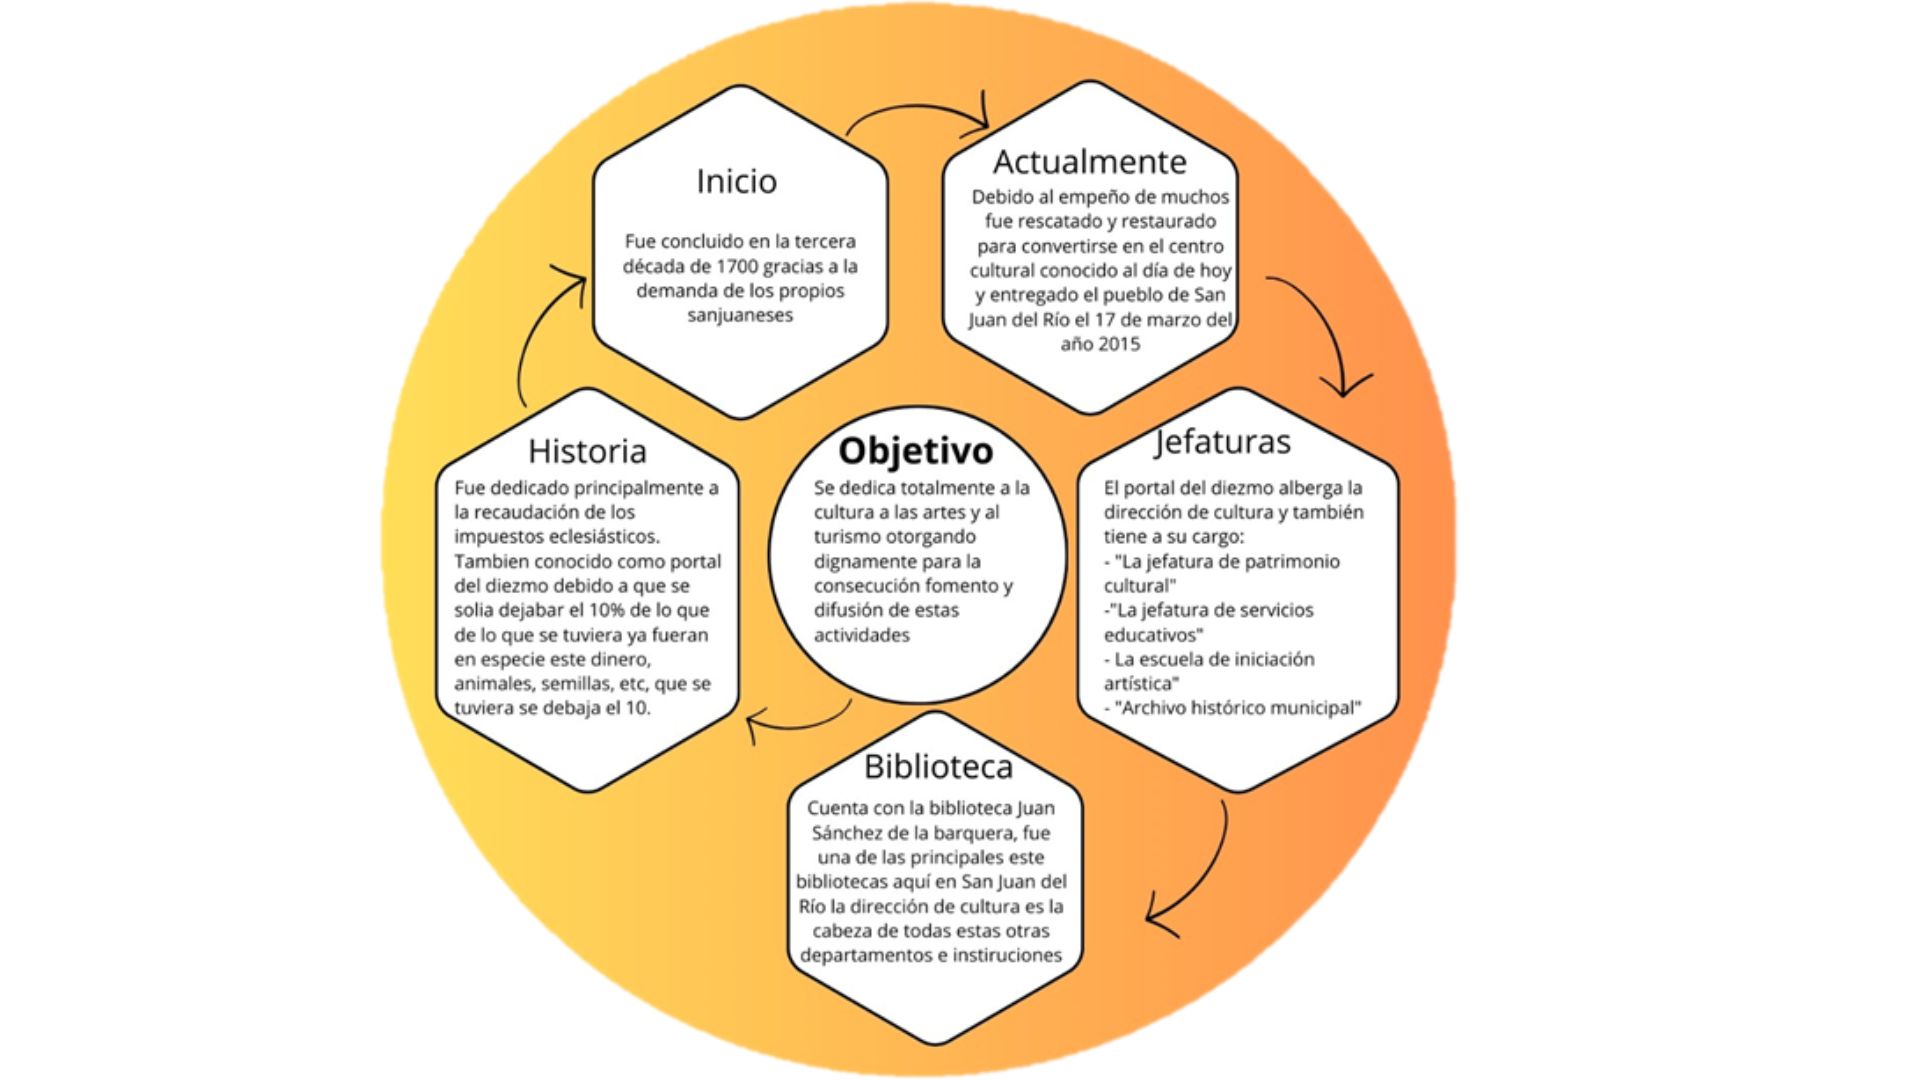 Inicio
Fue concluido en la tercera
década de 1700 gracias a la
demanda de los propios
sanjuaneses
Actualmente
Debido al empeño de muchos
fue rescatado y restaurado
para convertirse en el centro
cultural conocido al día de hoy
y entregado el pueblo de San
Juan del Río el 17 de marzo del
año 2015
Historia
Fue dedicado principalmente a
la recaudación de los
impuestos eclesiásticos.
Tambien conocido como portal
del diezmo debido a que se
solia dejabar el 10% de lo que
de lo que se tuviera ya fueran
en especie este dinero,
animales, semillas, etc, que se
tuviera se debaja el 10.
Objetivo
Se dedica totalmente a la
cultura a las artes y al
turismo otorgando
dignamente para la
consecución fomento y
difusión de estas
actividades
Jefaturas
El portal del diezmo alberga la
dirección de cultura y también
tiene a su cargo:
- "La jefatura de patrimonio
cultural"
-"La jefatura de servicios
educativos"
- La escuela de iniciación
artística"
- "Archivo histórico municipal"
Biblioteca
Cuenta con la biblioteca Juan
Sánchez de la barquera, fue
una de las principales este
bibliotecas aquí en San Juan del
Río la dirección de cultura es la
cabeza de todas estas otras
departamentos e instiruciones